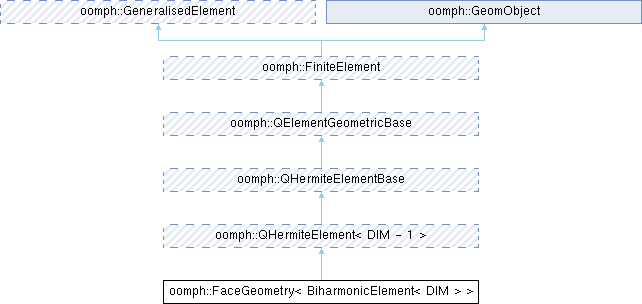 oomph::GeneralisedElement
oomph::GeomObject
oomph::FiniteElement
oomph::QElementGeometricBase
oomph::QHermiteElementBase
oomph::QHermiteElement< DIM - 1 >
oomph::FaceGeometry< BiharmonicElement< DIM > >